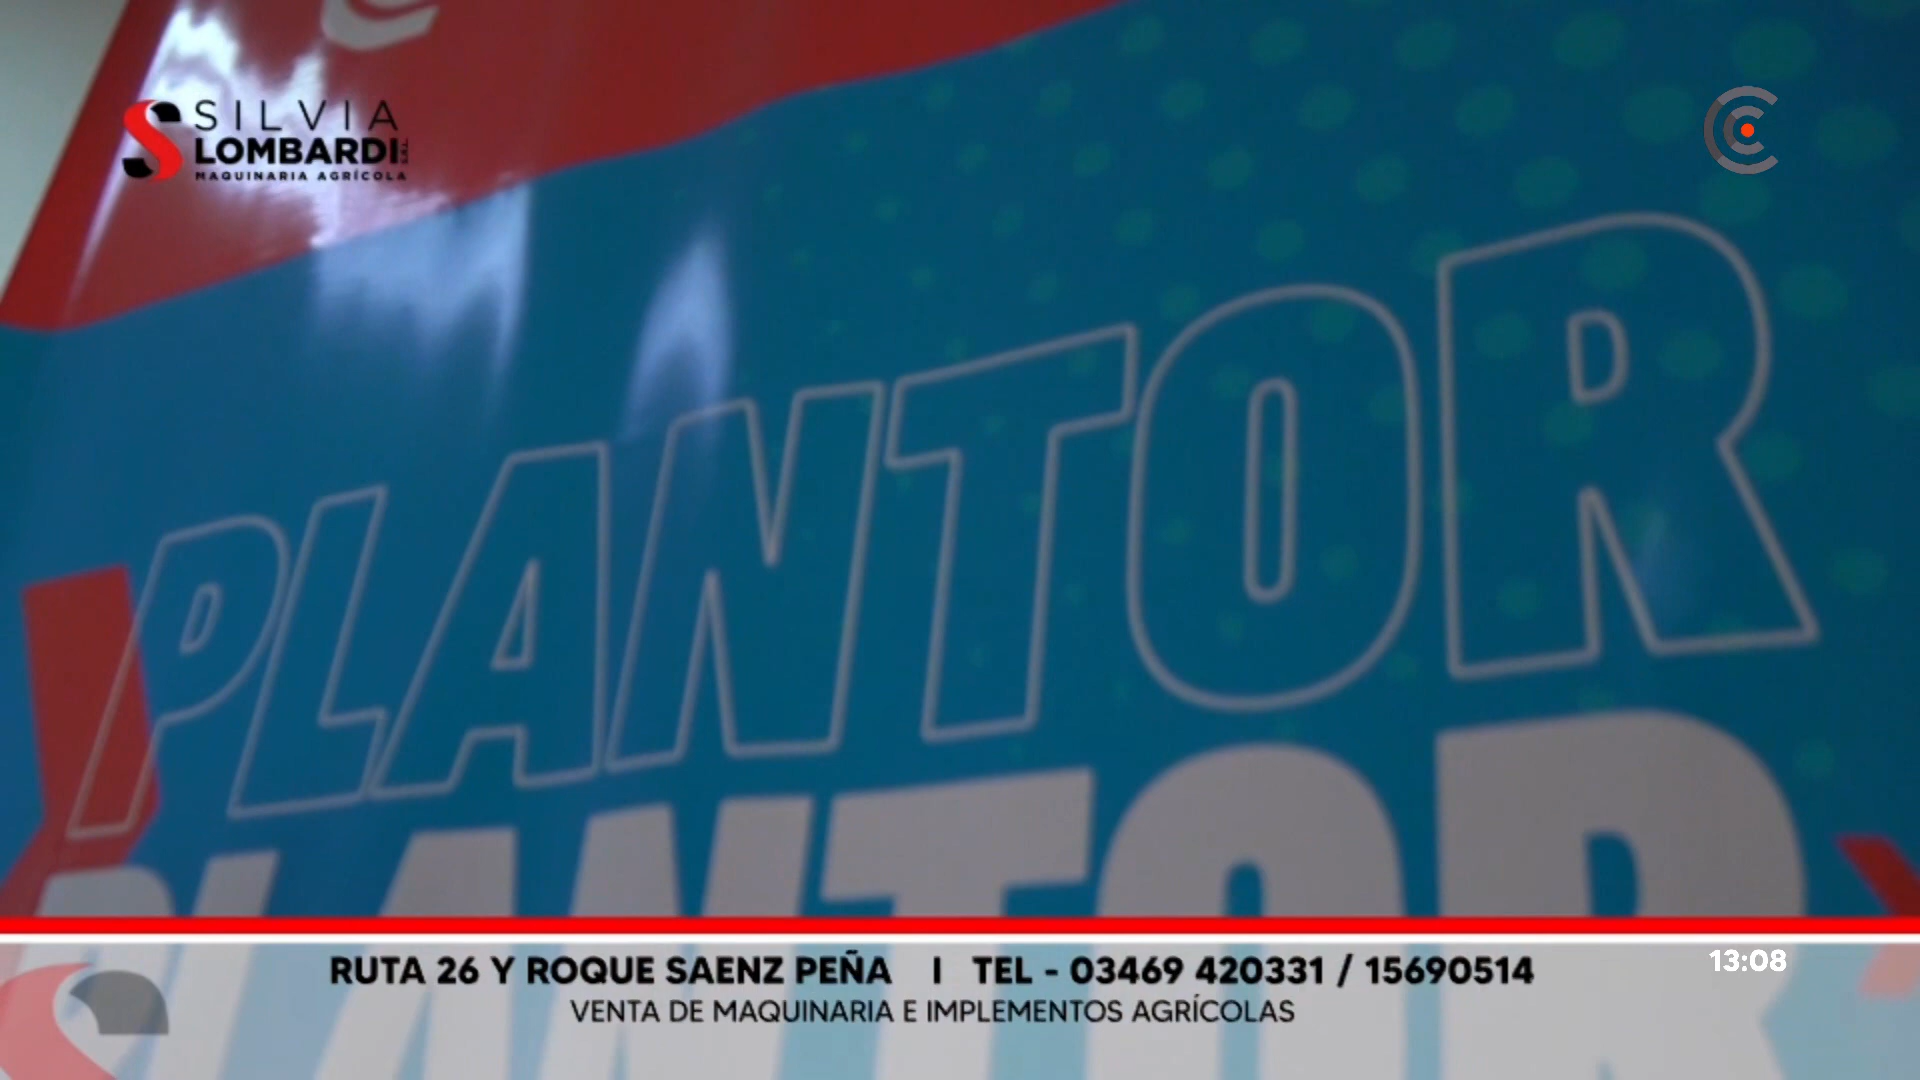 SILVIA
LOMBARDI
MAQUINARIA AGRÍCOLA
PLANTOR
PLANTOR
RUTA 26 Y ROQUE SAENZ PEÑA I TEL - 03469 420331 / 15690514
13:08
VENTA DE MAQUINARIA E IMPLEMENTOS AGRÍCOLAS